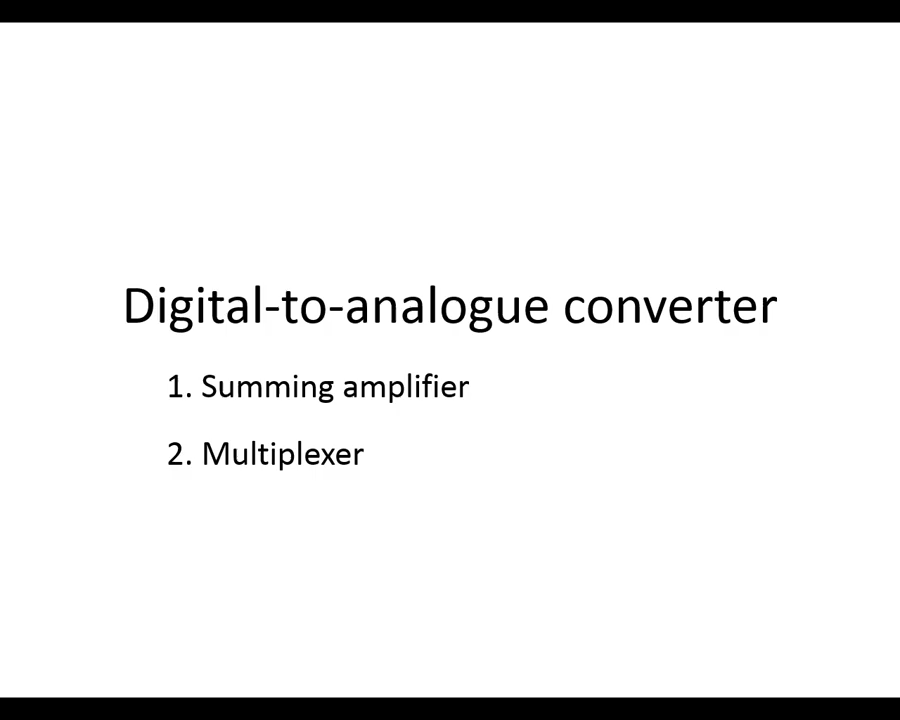 Digital-to-analogue converter
1. Summing amplifier
2. Multiplexer